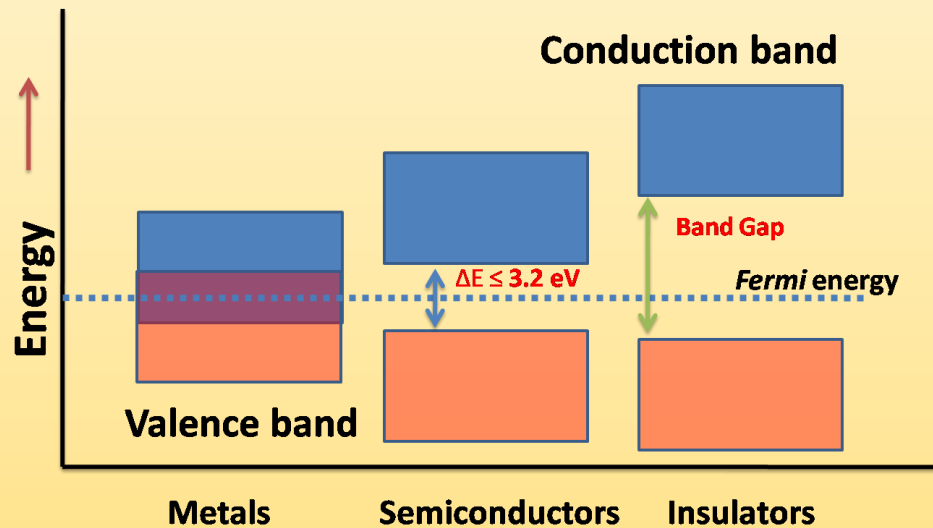 Conduction band
Band Gap
ΔE ≤ 3.2 eV
Fermi energy
Energy
Valence band
Metals
Semiconductors
Insulators